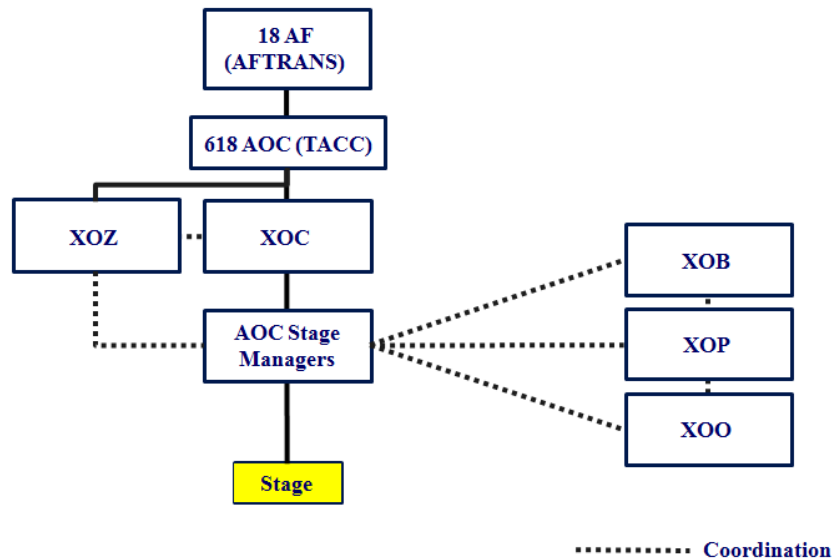 18 AF
(AFTRANS)
618 AOC (TACC)
XOZ
XOC
XOB
AOC Stage
Managers
XOP
XOO
Stage
Coordination